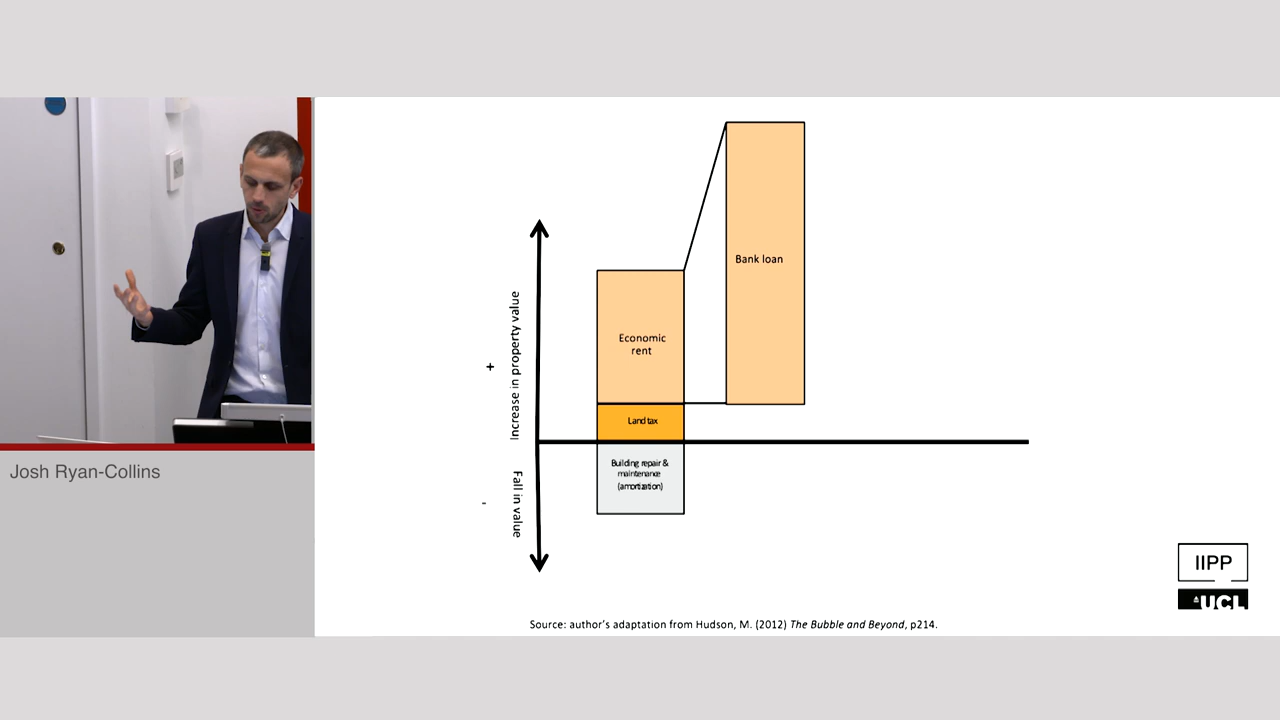 Josh Ryan-Collins
+
Increase in property value
-
Fall in value
Bank loan
Economic
rent
Land tax
Building repair &
maintenance
(amortization)
IIPP
UCL
Source: author's adaptation from Hudson, M. (2012) The Bubble and Beyond, p214.